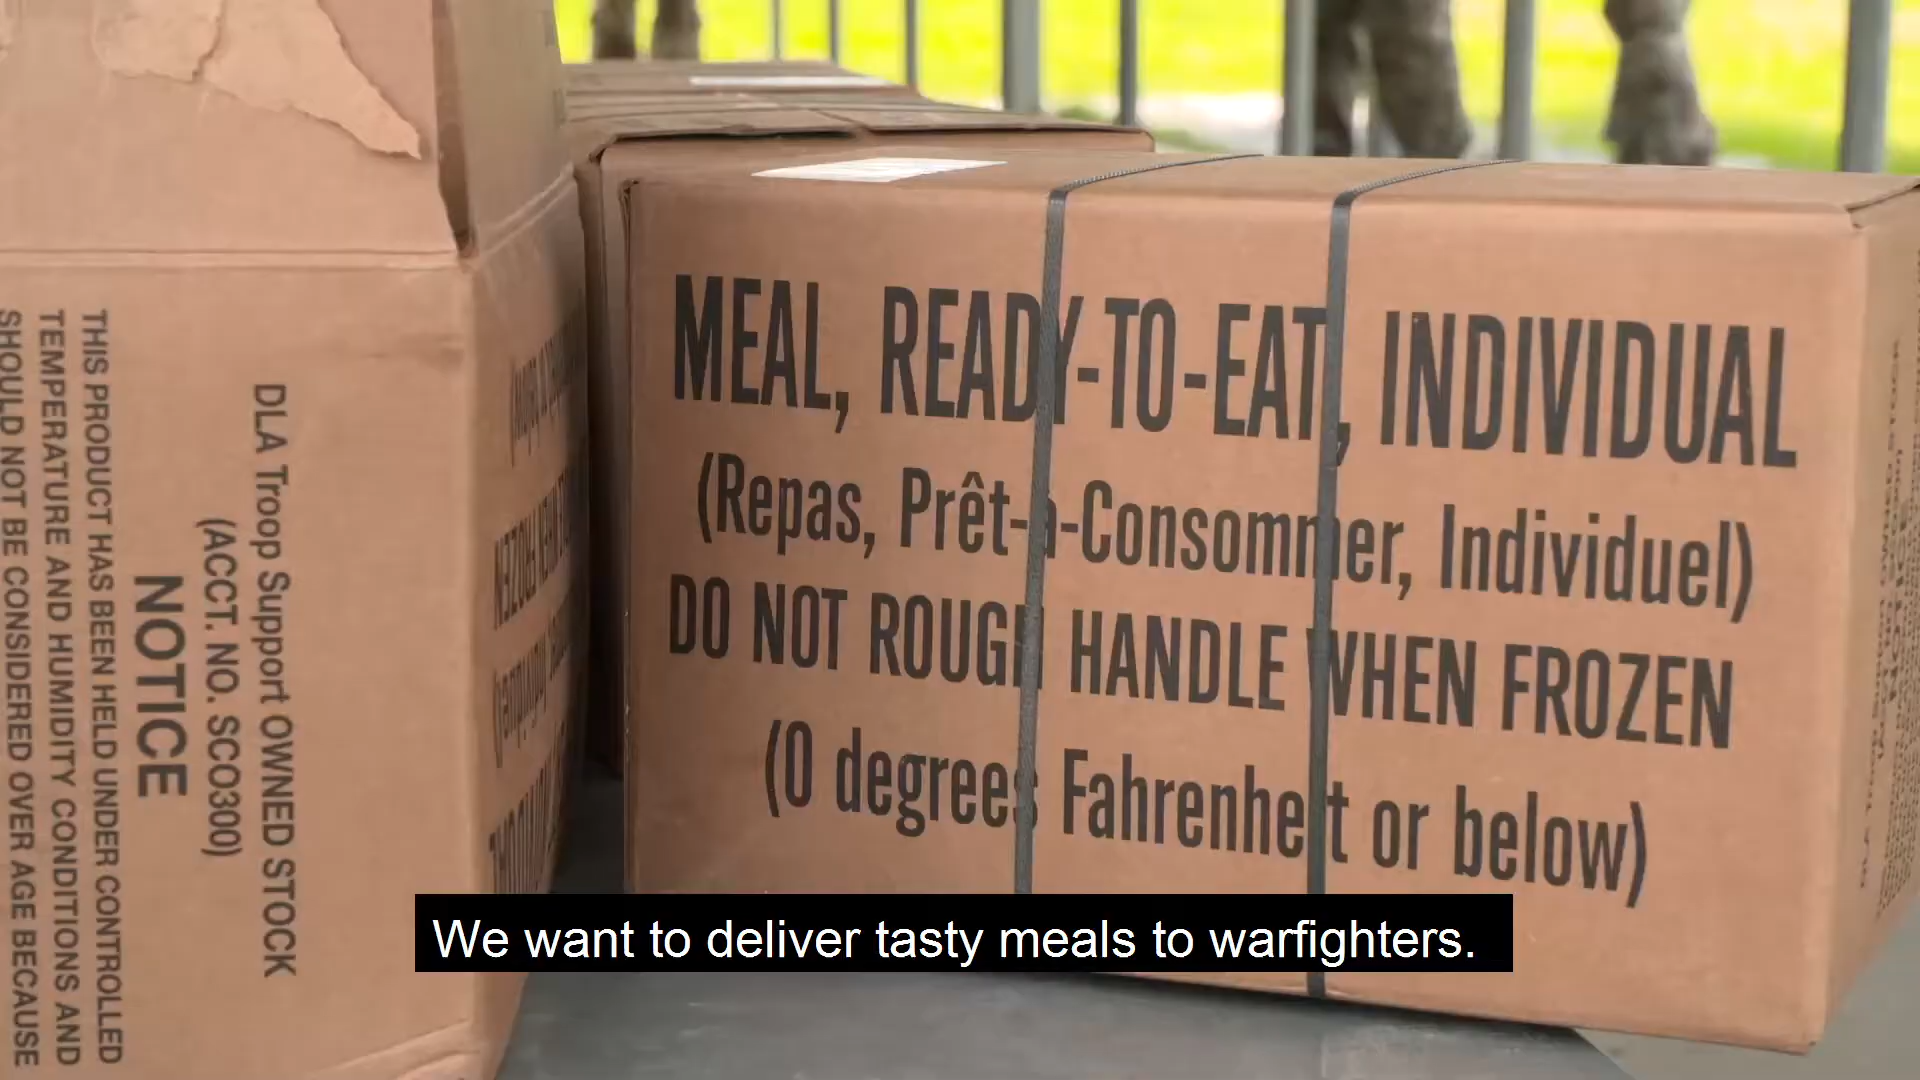 THIS PRODUCT HAS BEEN HELD UNDER CONTROLLED
TEMPERATURE AND HUMIDITY CONDITIONS AND
SHOULD NOT BE CONSIDERED OVER AGE BECAUSE
DLA Troop Support OWNED STOCK
(ACCT. NO. SCO300)
NOTICE
MEAL, READY-TO-EAT, INDIVIDUAL
(Repas, Prêt-à-Consommer, Individuel)
DO NOT ROUGH HANDLE WHEN FROZEN
(0 degrees Fahrenheit or below)
We want to deliver tasty meals to warfighters.